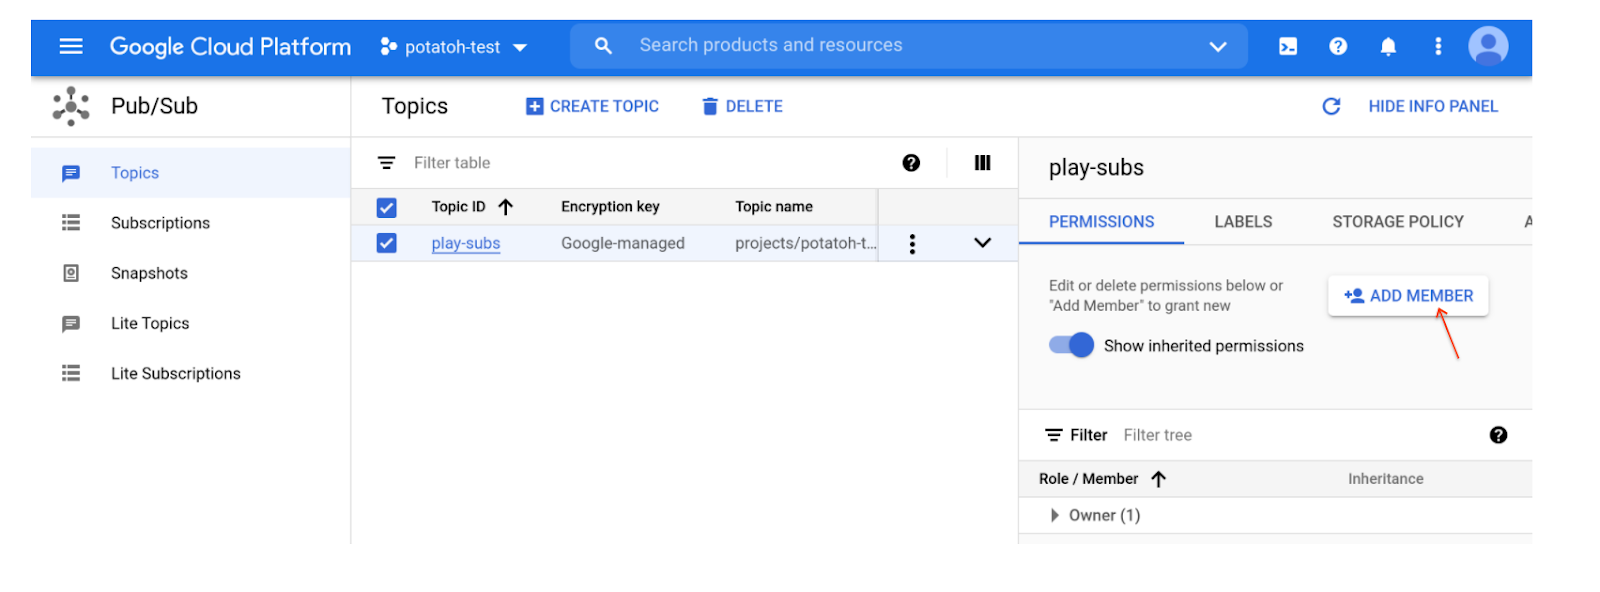 Google Cloud Platform potatoh-test Search products and resources
Pub/Sub Topics CREATE TOPIC DELETE HIDE INFO PANEL
Topics
Subscriptions
Snapshots
Lite Topics
Lite Subscriptions
Filter table
Topic ID Encryption key Topic name
play-subs Google-managed projects/potatoh-t...
play-subs
PERMISSIONS LABELS STORAGE POLICY A
Edit or delete permissions below or
"Add Member" to grant new
ADD MEMBER
Show inherited permissions
Filter Filter tree
Role / Member Inheritance
Owner (1)